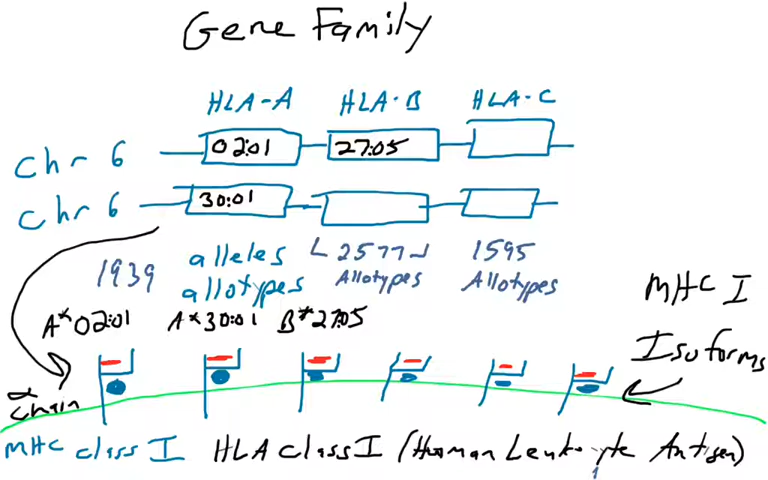 Gene Family
HLA-A HLA-B HLA-C
chr 6 02:01 27:05
chr 6 30:01
1939 alleles 2577 1595
allotypes Allotypes Allotypes
MHC I
Isoforms
A*02:01 A*30:01 B*27:05
α chain
MHC class I HLA class I (Human Leukocyte Antigen)